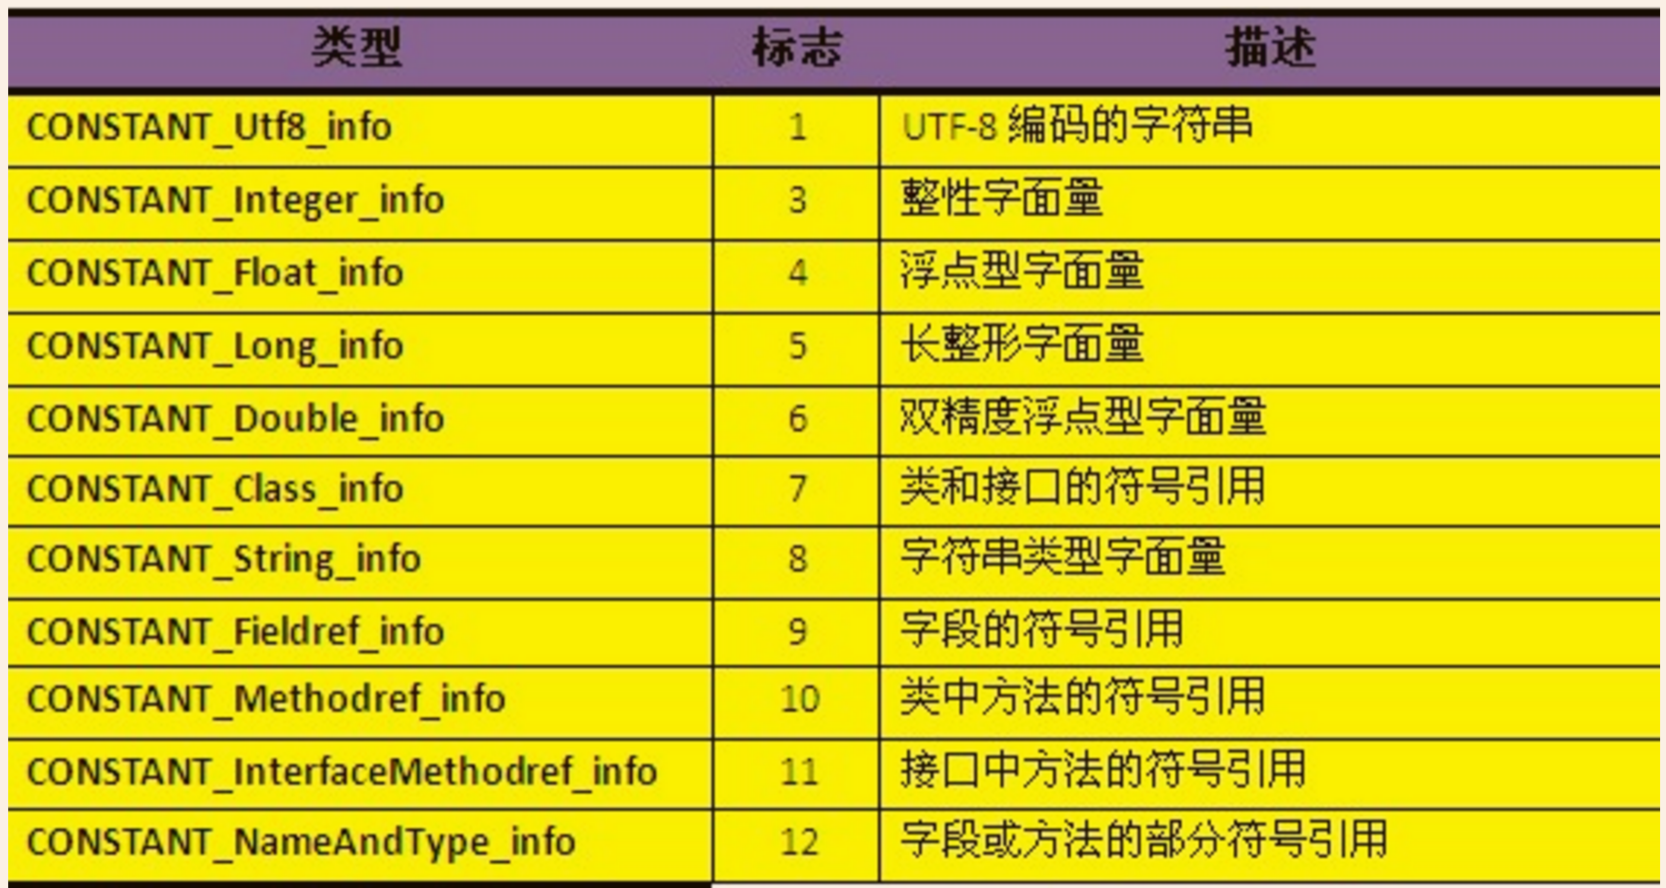 类型 标志 描述
CONSTANT_Utf8_info 1 UTF-8 编码的字符串
CONSTANT_Integer_info 3 整性字面量
CONSTANT_Float_info 4 浮点型字面量
CONSTANT_Long_info 5 长整形字面量
CONSTANT_Double_info 6 双精度浮点型字面量
CONSTANT_Class_info 7 类和接口的符号引用
CONSTANT_String_info 8 字符串类型字面量
CONSTANT_Fieldref_info 9 字段的符号引用
CONSTANT_Methodref_info 10 类中方法的符号引用
CONSTANT_InterfaceMethodref_info 11 接口中方法的符号引用
CONSTANT_NameAndType_info 12 字段或方法的部分符号引用